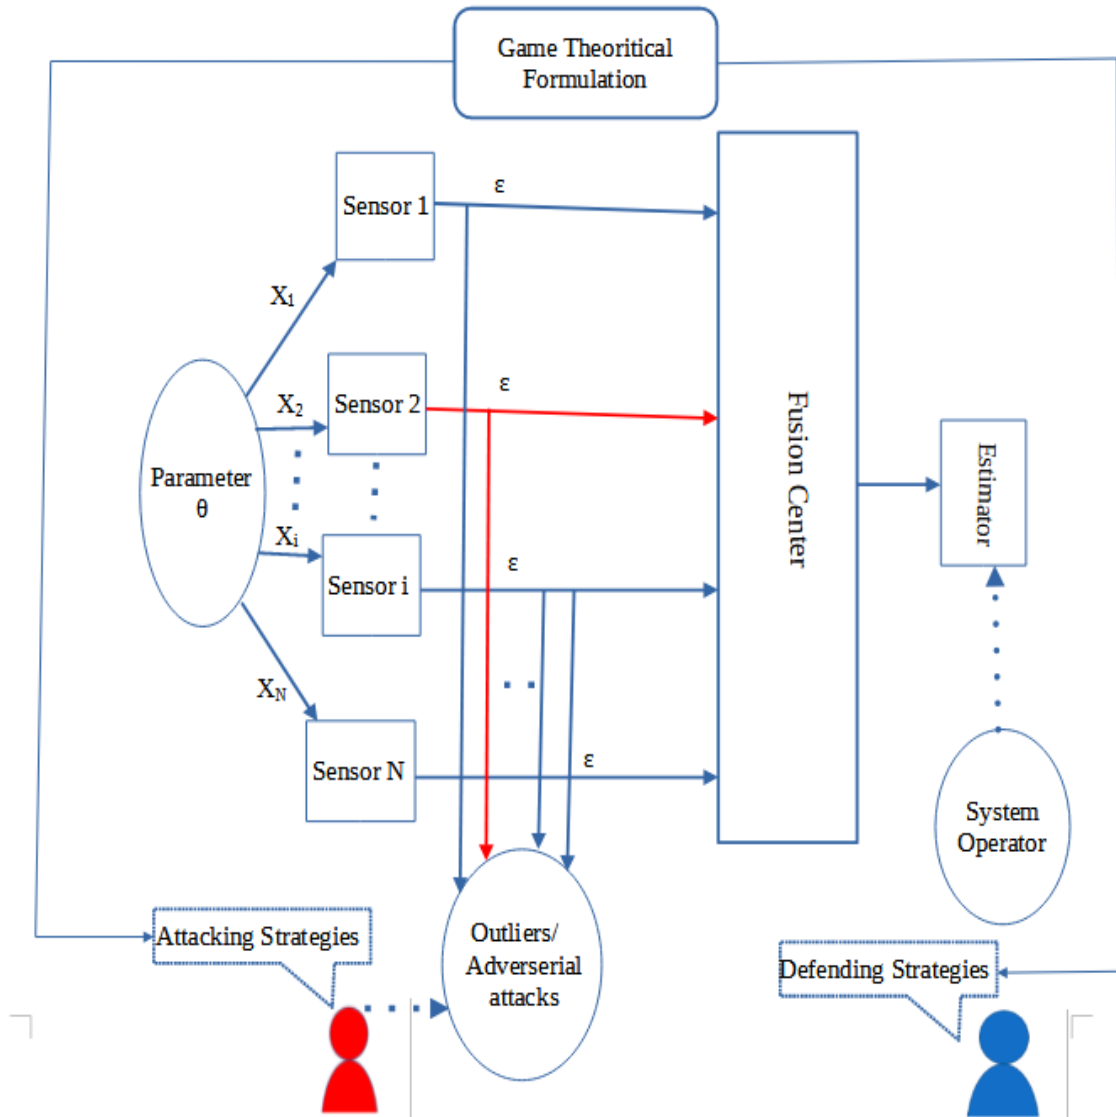 Game Theoritical
Formulation
Sensor 1
ε
X₁
Sensor 2
ε
X₂
Parameter
θ
Fusion Center
Estimator
Xᵢ
Sensor i
ε
X_N
Sensor N
ε
System
Operator
Attacking Strategies
Outliers/
Adverserial
attacks
Defending Strategies